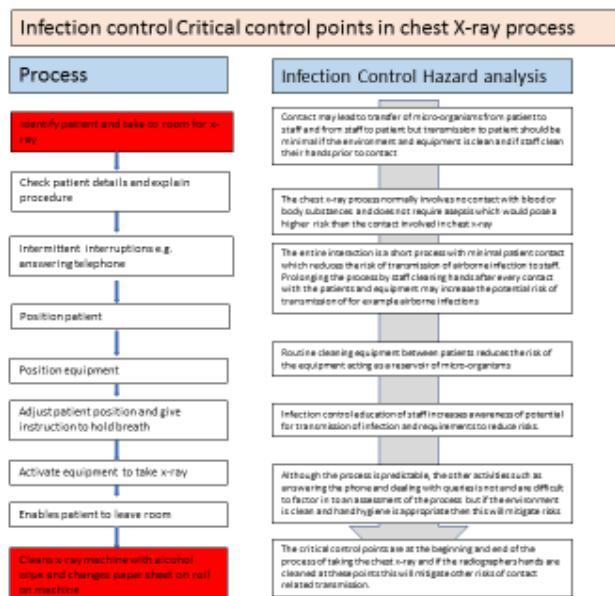 Infection control Critical control points in chest X-ray process
Process
Identify patient and take to room for x-
ray
Check patient details and explain
procedure
Intermittent interruptions e.g.
answering telephone
Position patient
Position equipment
Adjust patient position and give
instruction to hold breath
Activate equipment to take x-ray
Enables patient to leave room
Cleans x-ray machine with alcohol
wipe and changes paper sheet on roll
on machine
Infection Control Hazard analysis
Contact may lead to transfer of micro-organisms from patient to
staff and from staff to patient but transmission to patient should be
minimal if the environment and equipment is clean and if staff clean
their hands prior to contact
The chest x-ray process normally involves no contact with blood or
body substances and does not require asepsis which would pose a
higher risk than the contact involved in chest x-ray
The entire interaction is a short process with minimal patient contact
which reduces the risk of transmission of airborne infection to staff.
Prolonging the process by staff cleaning hands after every contact
with the patients and equipment may increase the potential risk of
transmission of for example airborne infections
Routine cleaning equipment between patients reduces the risk of
the equipment acting as a reservoir of micro-organisms
Infection control education of staff increases awareness of potential
for transmission of infection and requirements to reduce risks.
Although the process is predictable, the other activities such as
answering the phone and dealing with queries is not and are difficult
to factor in to an assessment of the process but if the environment
is clean and hand hygiene is appropriate then this will mitigate risks
The critical control points are at the beginning and end of the
process of taking the chest x-ray and if the radiographers hands are
cleaned at these points this will mitigate other risks of contact
related transmission.